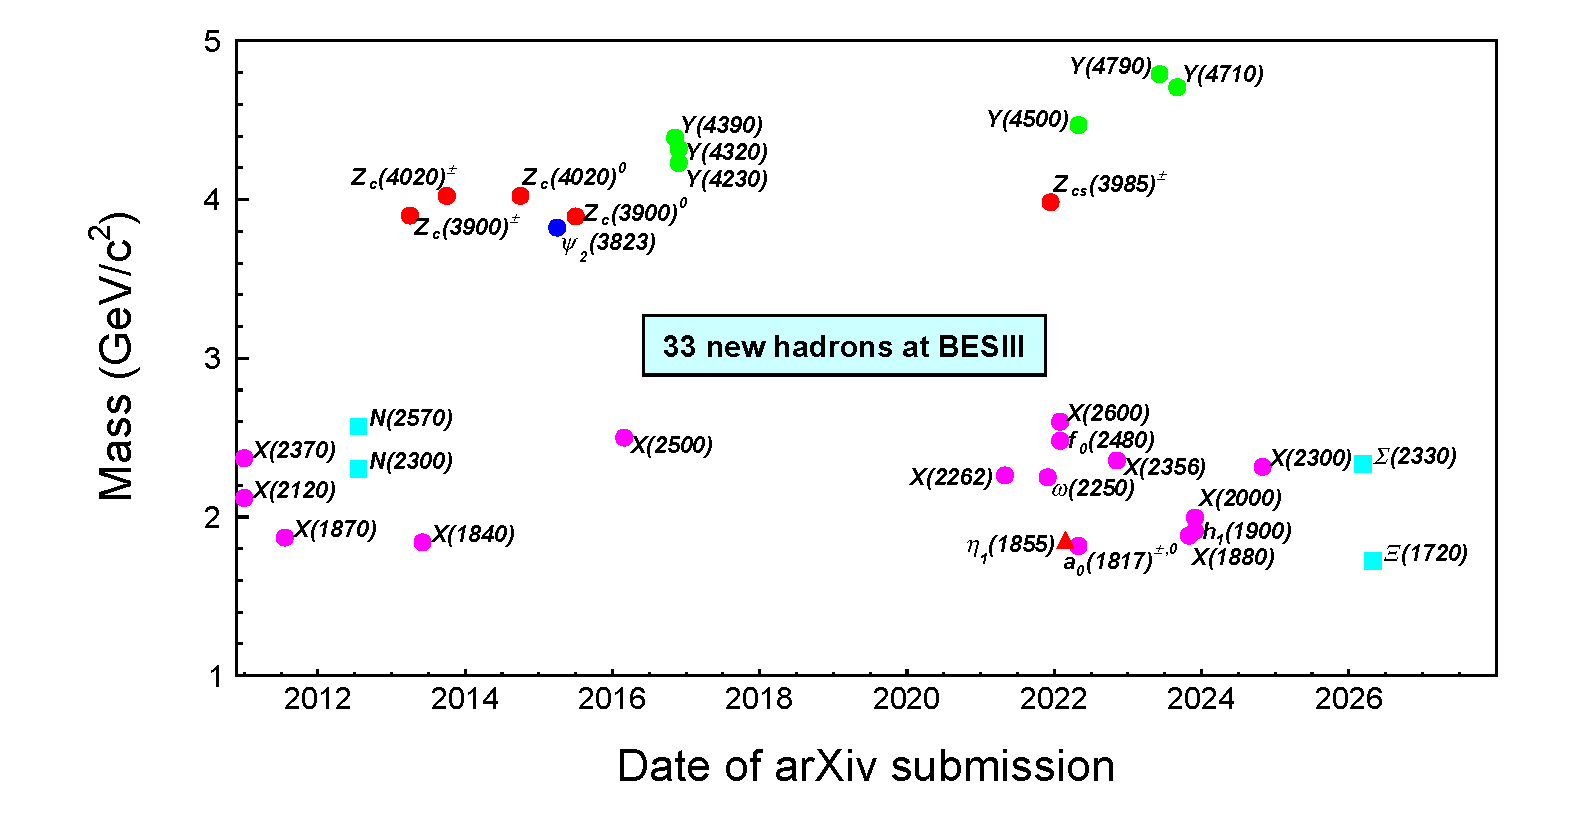 5
Y(4790)
Y(4710)
Y(4500)
Y(4390)
Y(4320)
Y(4230)
Z_c(4020)^±
Z_c(4020)^0
Z_cs(3985)^±
4
Z_c(3900)^±
Z_c(3900)^0
ψ_2(3823)
33 new hadrons at BESIII
3
Mass (GeV/c^2)
N(2570)
X(2600)
X(2370)
X(2500)
f_0(2480)
N(2300)
X(2262)
X(2356)
X(2300)
Σ(2330)
X(2120)
ω(2250)
X(2000)
2
X(1870)
X(1840)
h_1(1900)
η_1(1855)
a_0(1817)^±,0
X(1880)
Ξ(1720)
1
2012 2014 2016 2018 2020 2022 2024 2026
Date of arXiv submission